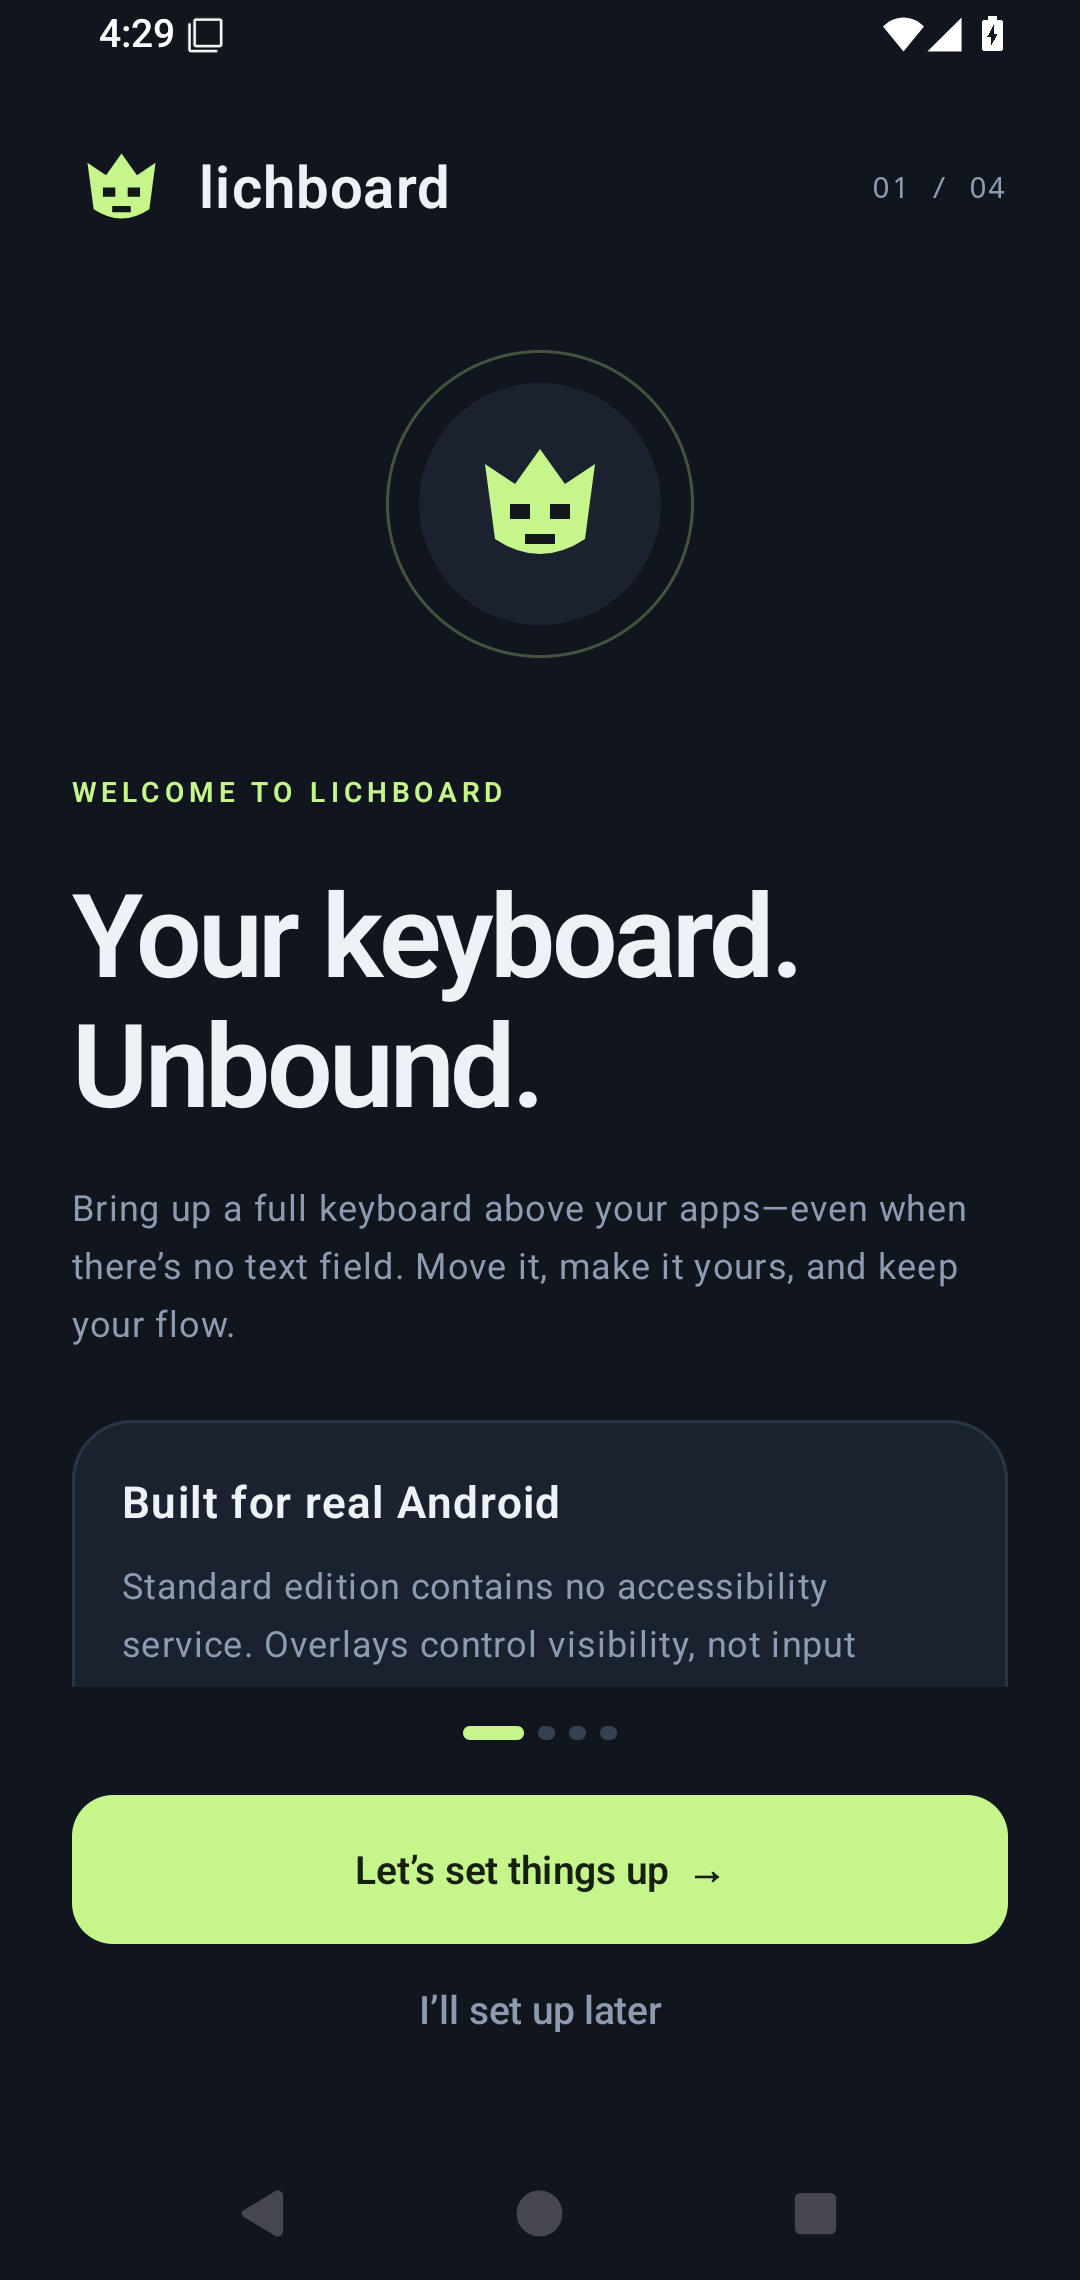 4:29
lichboard
01 / 04
WELCOME TO LICHBOARD
Your keyboard.
Unbound.
Bring up a full keyboard above your apps—even when
there’s no text field. Move it, make it yours, and keep
your flow.
Built for real Android
Standard edition contains no accessibility
service. Overlays control visibility, not input
Let’s set things up →
I’ll set up later